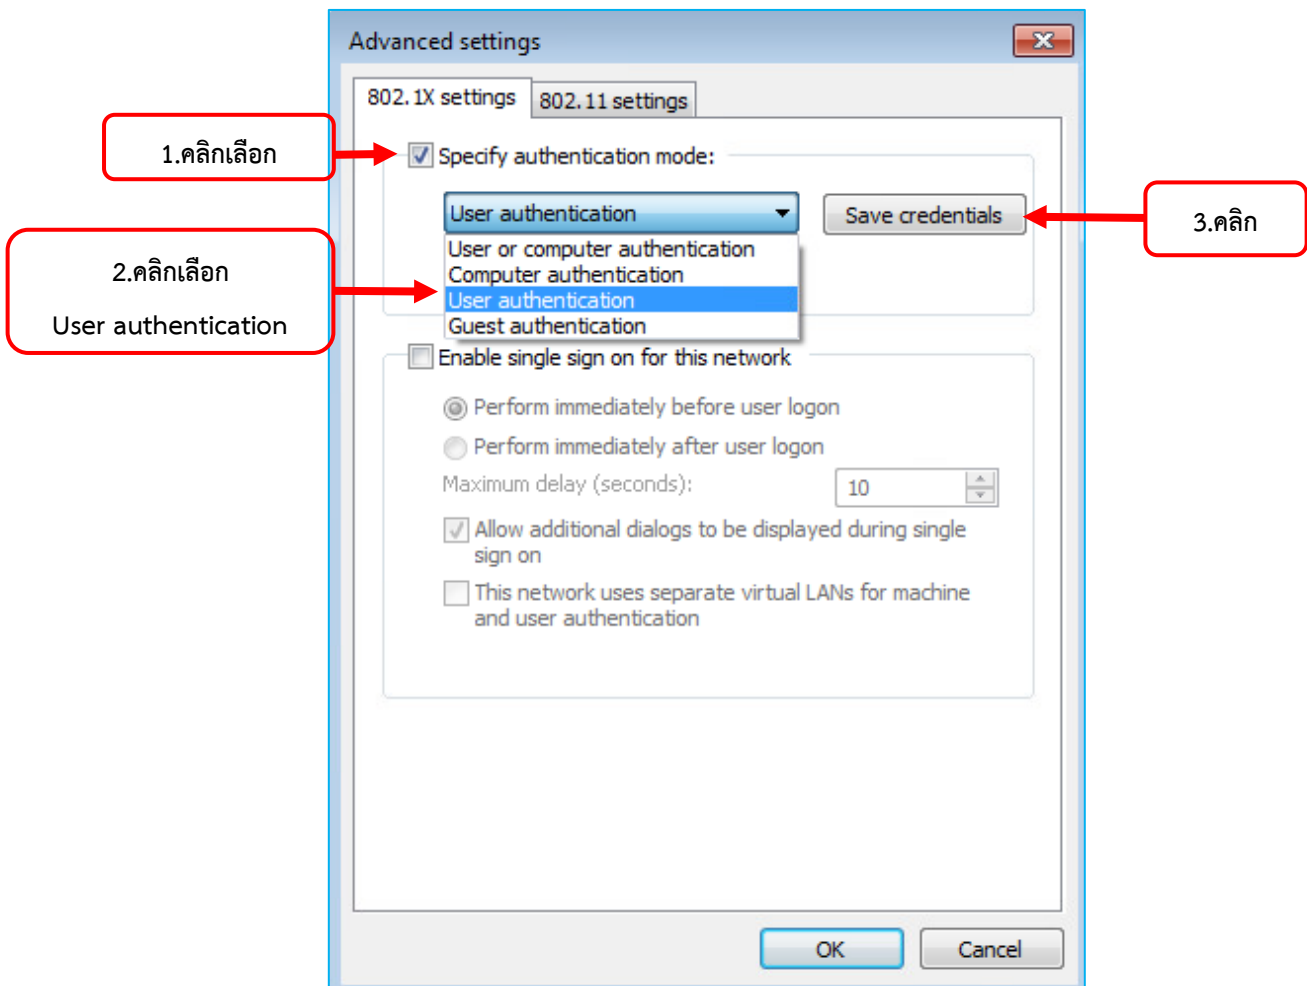 Advanced settings
802.1X settings
802.11 settings
1.คลิกเลือก
Specify authentication mode:
User authentication
Save credentials
3.คลิก
User or computer authentication
Computer authentication
User authentication
Guest authentication
2.คลิกเลือก
User authentication
Enable single sign on for this network
Perform immediately before user logon
Perform immediately after user logon
Maximum delay (seconds):
10
Allow additional dialogs to be displayed during single
sign on
This network uses separate virtual LANs for machine
and user authentication
OK
Cancel